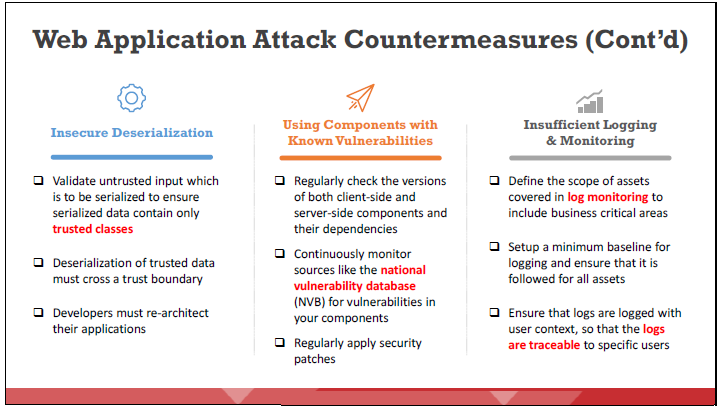 Web Application Attack Countermeasures (Cont’d)
Insecure Deserialization
❑ Validate untrusted input which
is to be serialized to ensure
serialized data contain only
trusted classes
❑ Deserialization of trusted data
must cross a trust boundary
❑ Developers must re-architect
their applications
Using Components with
Known Vulnerabilities
❑ Regularly check the versions
of both client-side and
server-side components and
their dependencies
❑ Continuously monitor
sources like the national
vulnerability database
(NVB) for vulnerabilities in
your components
❑ Regularly apply security
patches
Insufficient Logging
& Monitoring
❑ Define the scope of assets
covered in log monitoring to
include business critical areas
❑ Setup a minimum baseline for
logging and ensure that it is
followed for all assets
❑ Ensure that logs are logged with
user context, so that the logs
are traceable to specific users